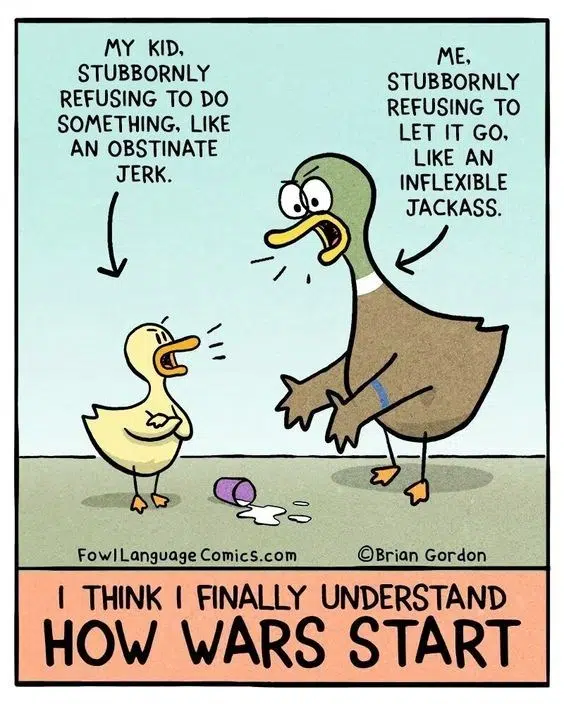 MY KID,
STUBBORNLY
REFUSING TO DO
SOMETHING, LIKE
AN OBSTINATE
JERK.
ME,
STUBBORNLY
REFUSING TO
LET IT GO,
LIKE AN
INFLEXIBLE
JACKASS.
FowlLanguageComics.com
©Brian Gordon
I THINK I FINALLY UNDERSTAND
HOW WARS START